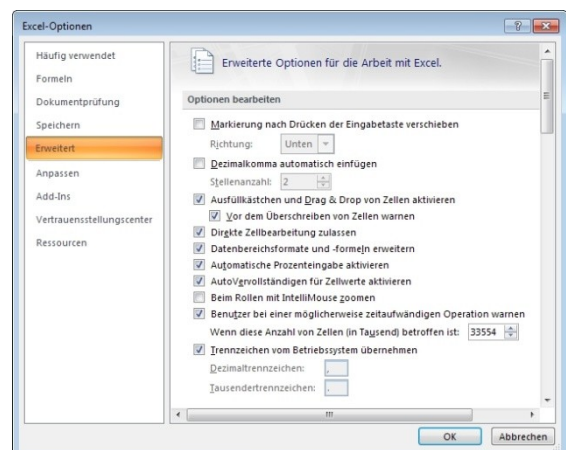 Excel-Optionen
Häufig verwendet
Formeln
Dokumentprüfung
Speichern
Erweitert
Anpassen
Add-Ins
Vertrauensstellungscenter
Ressourcen
Erweiterte Optionen für die Arbeit mit Excel.
Optionen bearbeiten
Markierung nach Drücken der Eingabetaste verschieben
Richtung: Unten
Dezimalkomma automatisch einfügen
Stellenanzahl: 2
Ausfüllkästchen und Drag & Drop von Zellen aktivieren
Vor dem Überschreiben von Zellen warnen
Direkte Zellbearbeitung zulassen
Datenbereichsformate und -formeln erweitern
Automatische Prozenteingabe aktivieren
AutoVervollständigen für Zellwerte aktivieren
Beim Rollen mit IntelliMouse zoomen
Benutzer bei einer möglicherweise zeitaufwändigen Operation warnen
Wenn diese Anzahl von Zellen (in Tausend) betroffen ist: 33554
Trennzeichen vom Betriebssystem übernehmen
Dezimaltrennzeichen: ,
Tausendertrennzeichen: .
OK Abbrechen